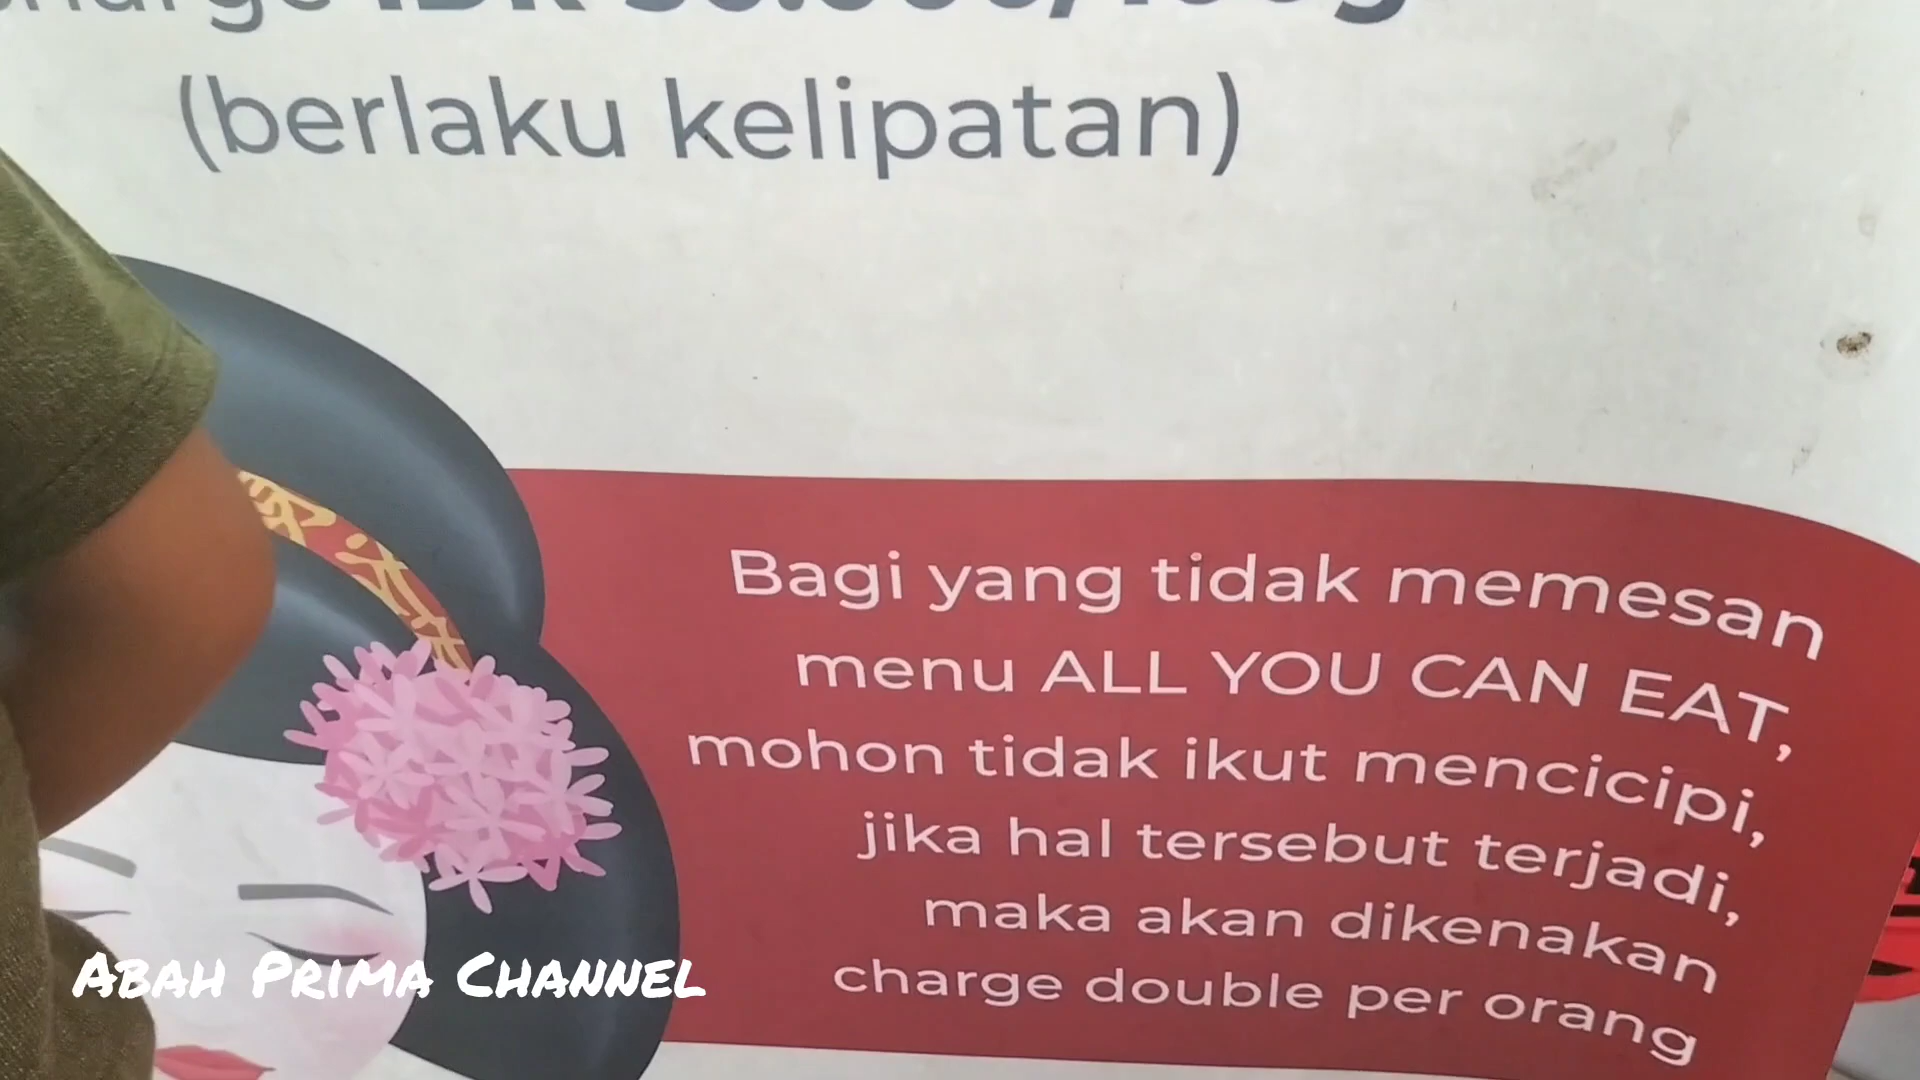 (berlaku kelipatan)
Bagi yang tidak memesan
menu ALL YOU CAN EAT,
mohon tidak ikut mencicipi,
jika hal tersebut terjadi,
maka akan dikenakan
charge double per orang
ABAH PRIMA CHANNEL